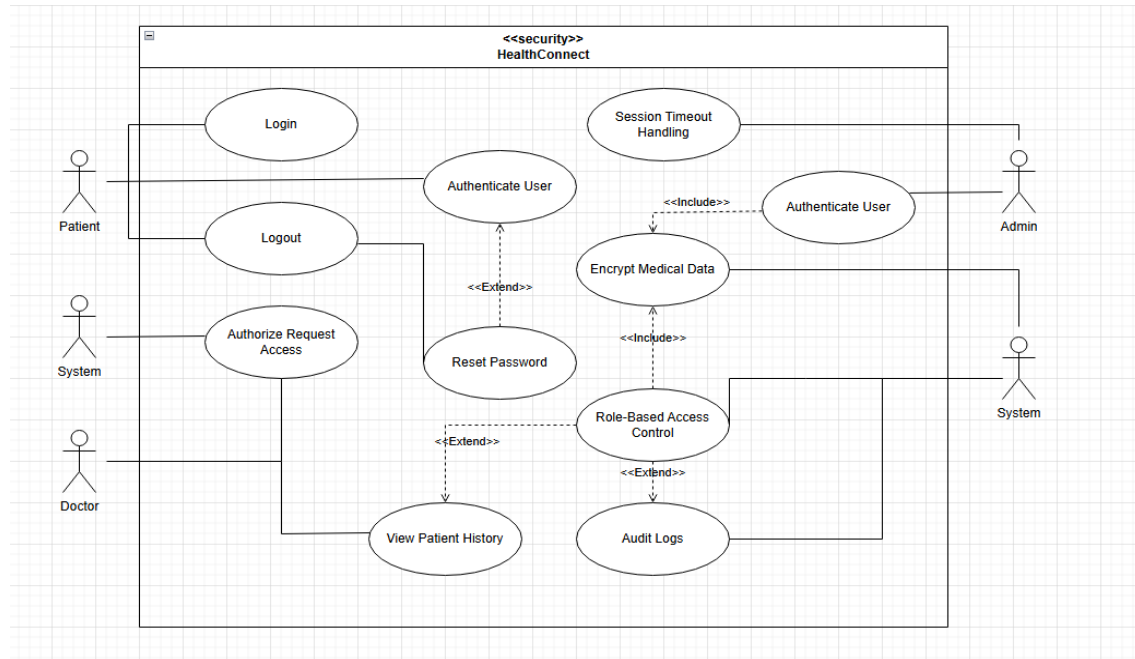 <<security>>
HealthConnect
Login
Session Timeout
Handling
Authenticate User
<<Include>>
Authenticate User
Patient
Admin
Logout
Encrypt Medical Data
<<Extend>>
Authorize Request
Access
<<Include>>
Reset Password
System
System
Role-Based Access
Control
<<Extend>>
<<Extend>>
Doctor
View Patient History
Audit Logs